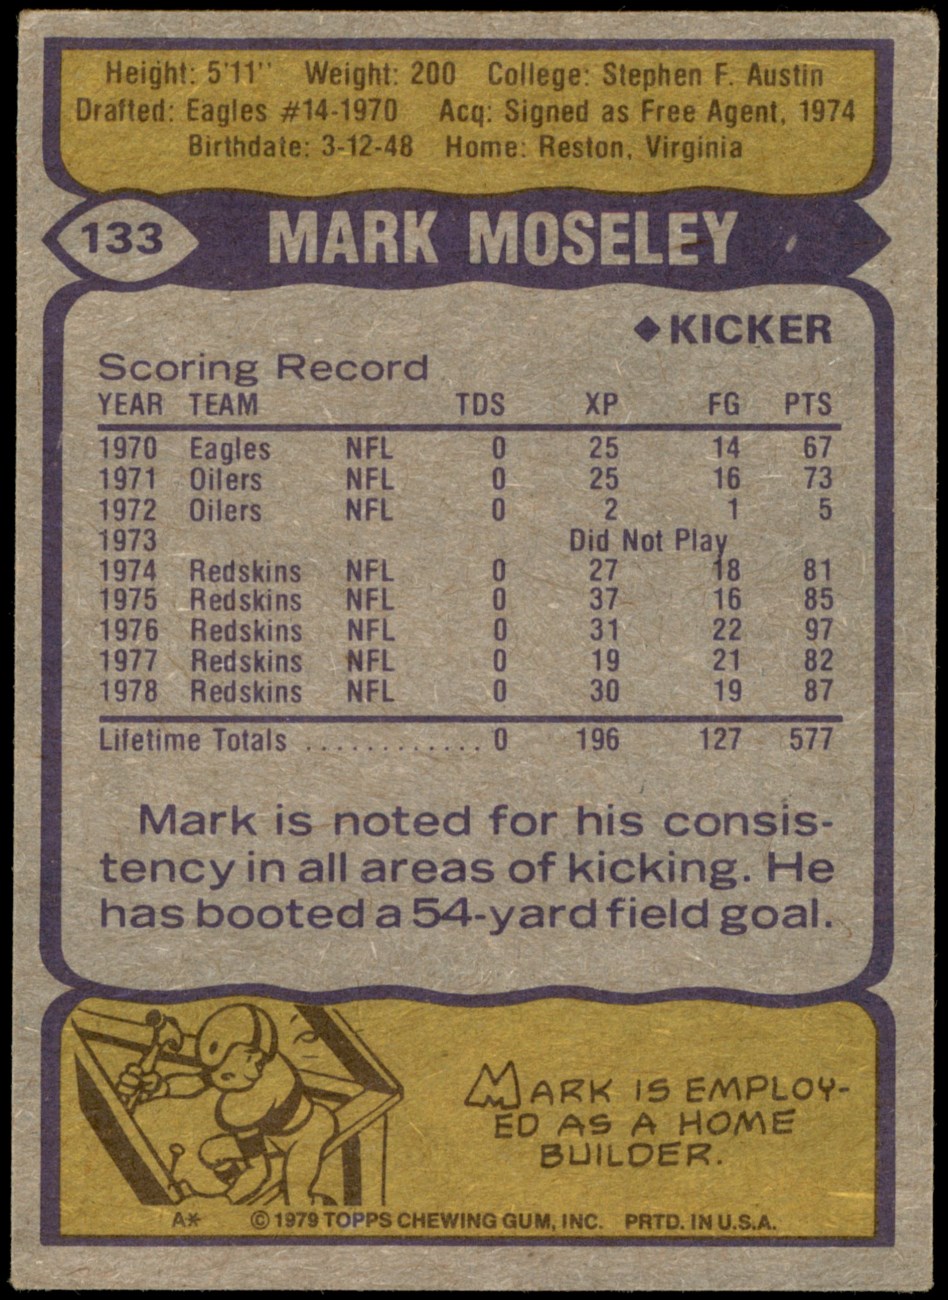 Height: 5'11" Weight: 200 College: Stephen F. Austin
Drafted: Eagles #14-1970 Acq: Signed as Free Agent, 1974
Birthdate: 3-12-48 Home: Reston, Virginia
133 MARK MOSELEY
◆KICKER
Scoring Record
YEAR TEAM TDS XP FG PTS
1970 Eagles NFL 0 25 14 67
1971 Oilers NFL 0 25 16 73
1972 Oilers NFL 0 2 1 5
1973 Did Not Play
1974 Redskins NFL 0 27 18 81
1975 Redskins NFL 0 37 16 85
1976 Redskins NFL 0 31 22 97
1977 Redskins NFL 0 19 21 82
1978 Redskins NFL 0 30 19 87
Lifetime Totals ............ 0 196 127 577
Mark is noted for his consis-
tency in all areas of kicking. He
has booted a 54-yard field goal.
MARK IS EMPLOY-
ED AS A HOME
BUILDER.
A* © 1979 TOPPS CHEWING GUM, INC. PRTD. IN U.S.A.